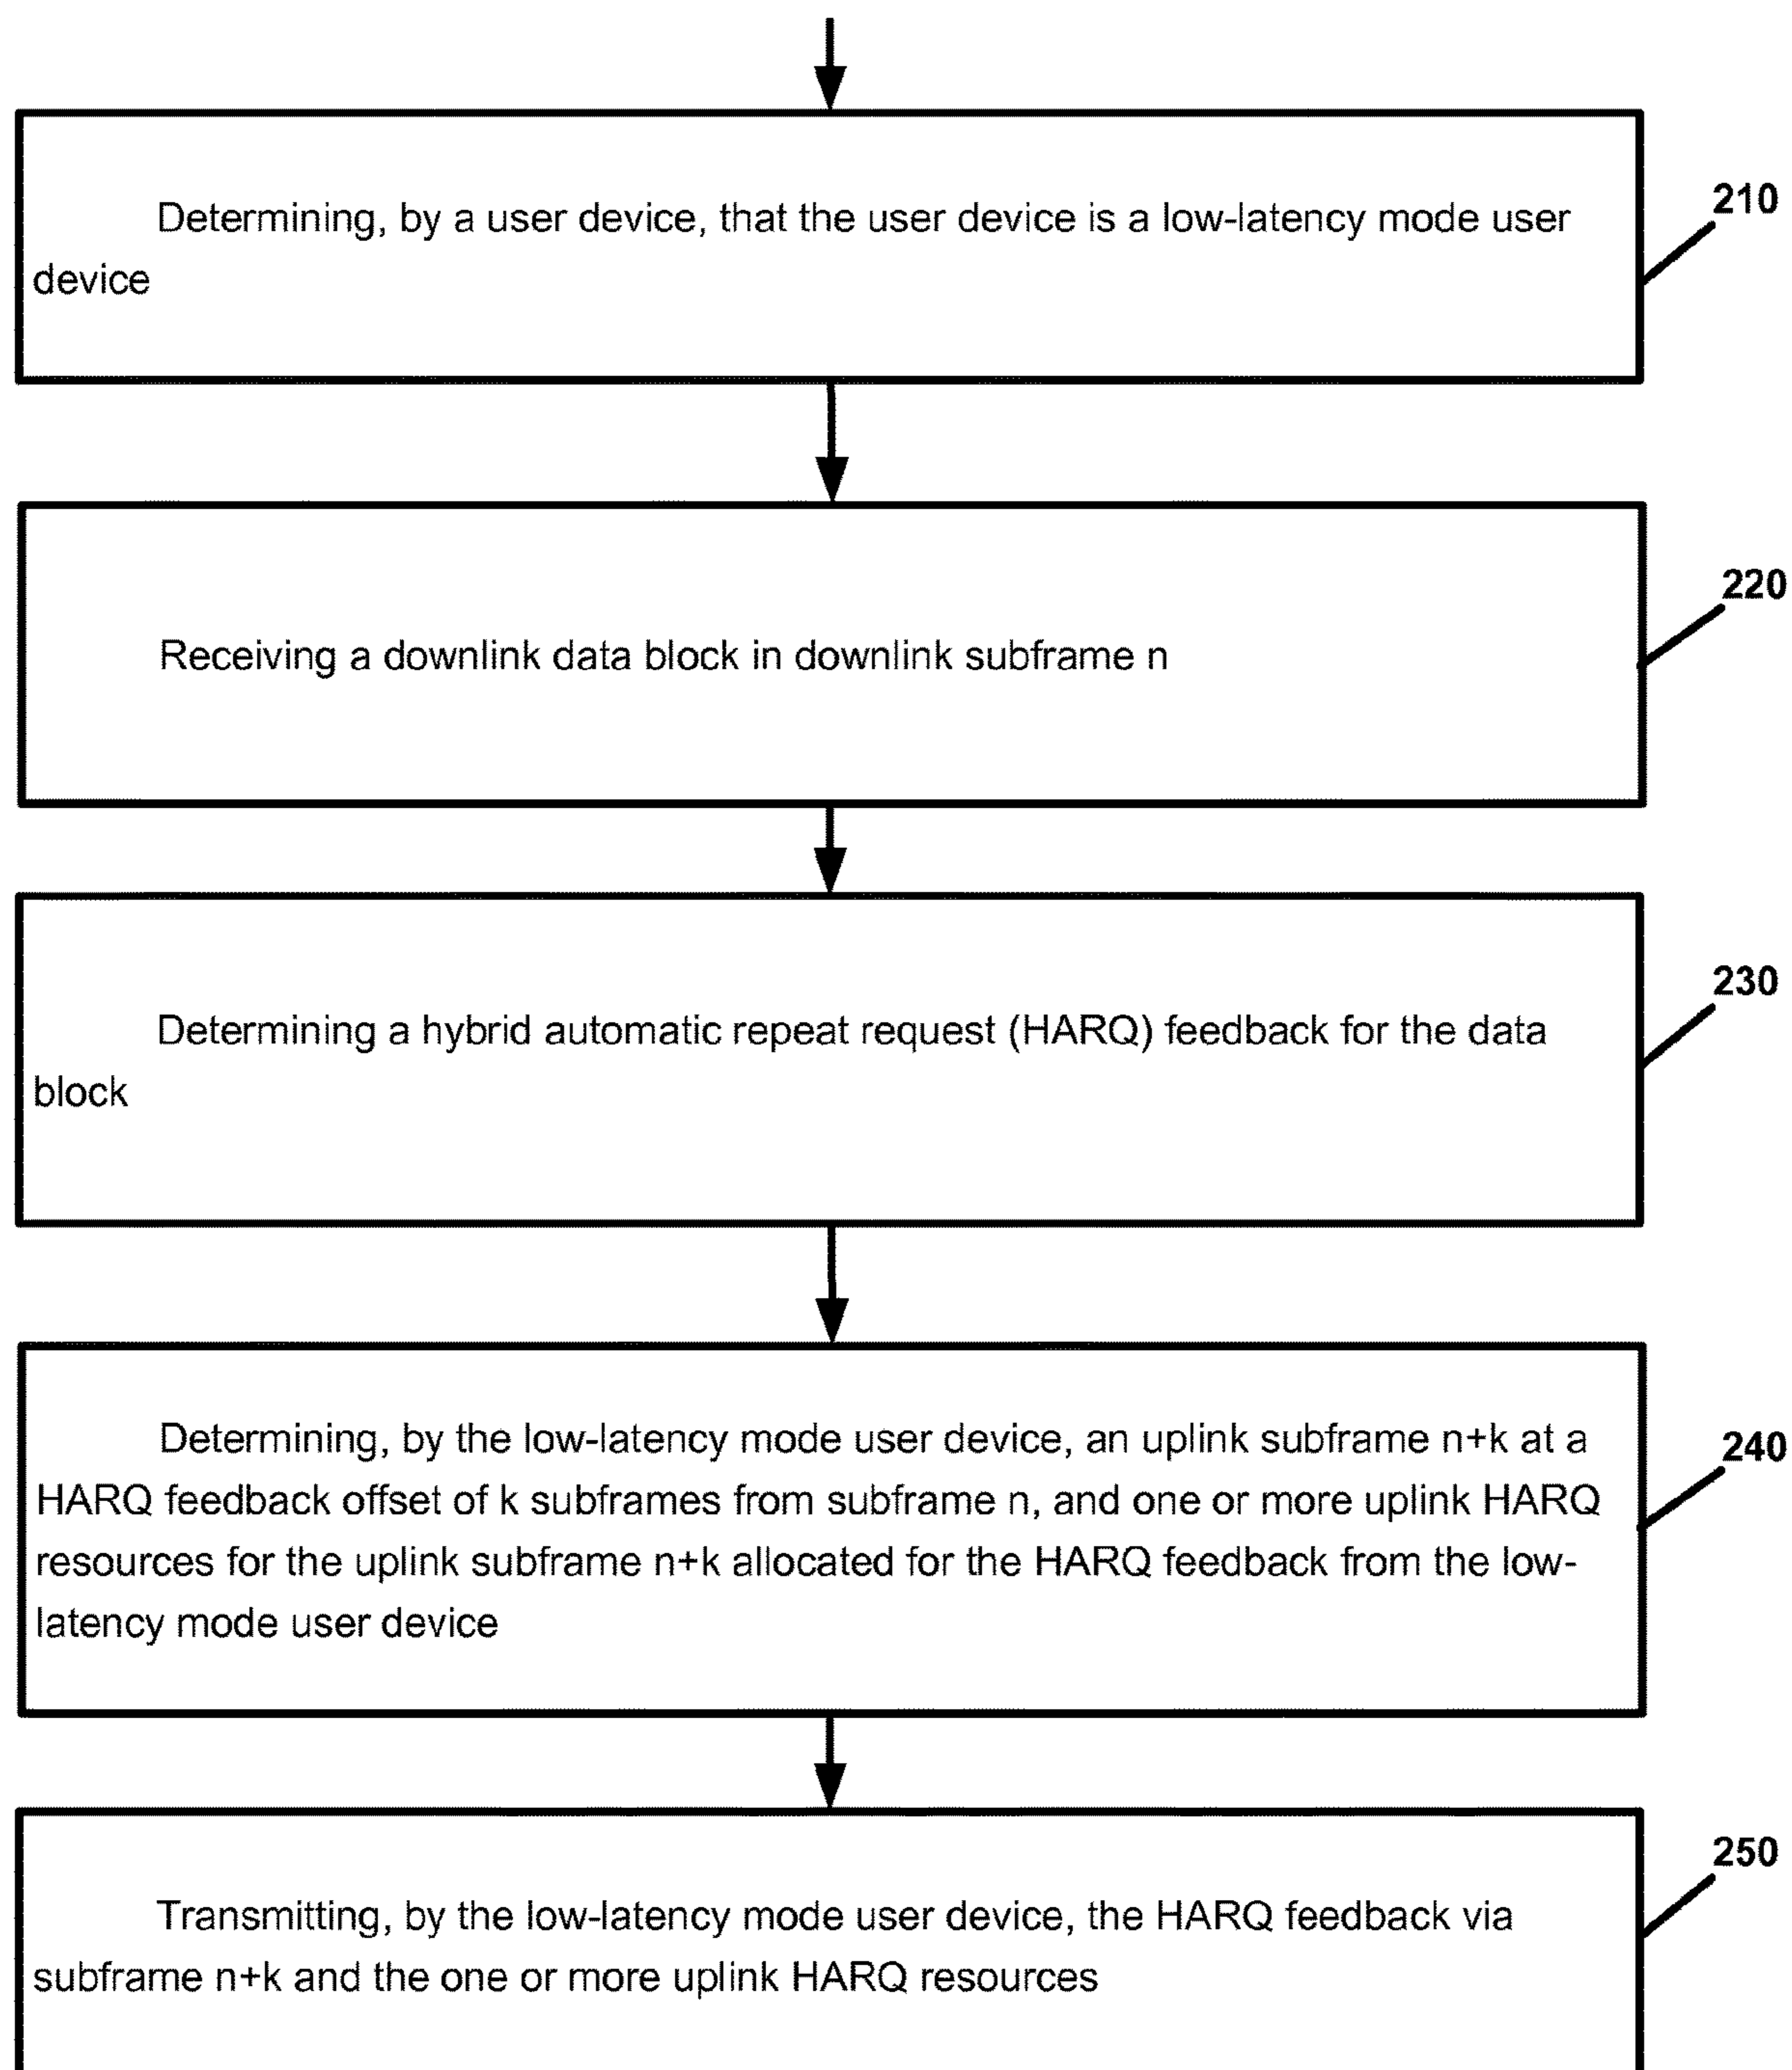 Determining, by a user device, that the user device is a low-latency mode user
device
210
Receiving a downlink data block in downlink subframe n
220
Determining a hybrid automatic repeat request (HARQ) feedback for the data
block
230
Determining, by the low-latency mode user device, an uplink subframe n+k at a
HARQ feedback offset of k subframes from subframe n, and one or more uplink HARQ
resources for the uplink subframe n+k allocated for the HARQ feedback from the low-
latency mode user device
240
Transmitting, by the low-latency mode user device, the HARQ feedback via
subframe n+k and the one or more uplink HARQ resources
250